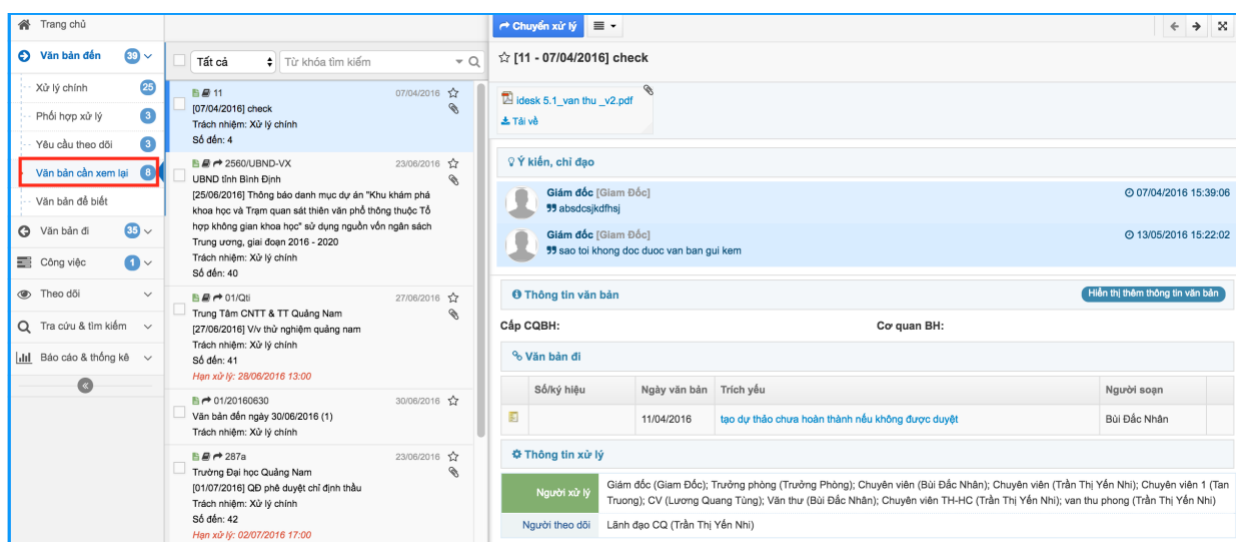 Trang chủ
Văn bản đến 39
Xử lý chính 25
Phối hợp xử lý 3
Yêu cầu theo dõi 3
Văn bản cần xem lại 8
Văn bản để biết
Văn bản đi 35
Công việc 1
Theo dõi
Tra cứu & tìm kiếm
Báo cáo & thống kê
Tất cả
Từ khóa tìm kiếm
11 07/04/2016
[07/04/2016] check
Trách nhiệm: Xử lý chính
Số đến: 4
2560/UBND-VX 23/06/2016
UBND tỉnh Bình Định
[25/06/2016] Thông báo danh mục dự án "Khu khám phá
khoa học và Trạm quan sát thiên văn phổ thông thuộc Tổ
hợp không gian khoa học" sử dụng nguồn vốn ngân sách
Trung ương, giai đoạn 2016 - 2020
Trách nhiệm: Xử lý chính
Số đến: 40
01/Qti 27/06/2016
Trung Tâm CNTT & TT Quảng Nam
[27/06/2016] V/v thử nghiệm quảng nam
Trách nhiệm: Xử lý chính
Số đến: 41
Hạn xử lý: 28/06/2016 13:00
01/20160630 30/06/2016
Văn bản đến ngày 30/06/2016 (1)
Trách nhiệm: Xử lý chính
287a 23/06/2016
Trường Đại học Quảng Nam
[01/07/2016] QĐ phê duyệt chỉ định thầu
Trách nhiệm: Xử lý chính
Số đến: 42
Hạn xử lý: 02/07/2016 17:00
Chuyển xử lý
[11 - 07/04/2016] check
idesk 5.1_van thu _v2.pdf
Tải về
Ý kiến, chỉ đạo
Giám đốc [Giam Đốc] 07/04/2016 15:39:06
absdcsjkdfhsj
Giám đốc [Giam Đốc] 13/05/2016 15:22:02
sao toi khong doc duoc van ban gui kem
Thông tin văn bản Hiển thị thêm thông tin văn bản
Cấp CQBH: Cơ quan BH:
Văn bản đi
Số/ký hiệu Ngày văn bản Trích yếu Người soạn
11/04/2016 tạo dự thảo chưa hoàn thành nếu không được duyệt Bùi Đắc Nhân
Thông tin xử lý
Người xử lý Giám đốc (Giam Đốc); Trưởng phòng (Trưởng Phòng); Chuyên viên (Bùi Đắc Nhân); Chuyên viên (Trần Thị Yến Nhi); Chuyên viên 1 (Tan
Truong); CV (Lương Quang Tùng); Văn thư (Bùi Đắc Nhân); Chuyên viên TH-HC (Trần Thị Yến Nhi); van thu phong (Trần Thị Yến Nhi)
Người theo dõi Lãnh đạo CQ (Trần Thị Yến Nhi)